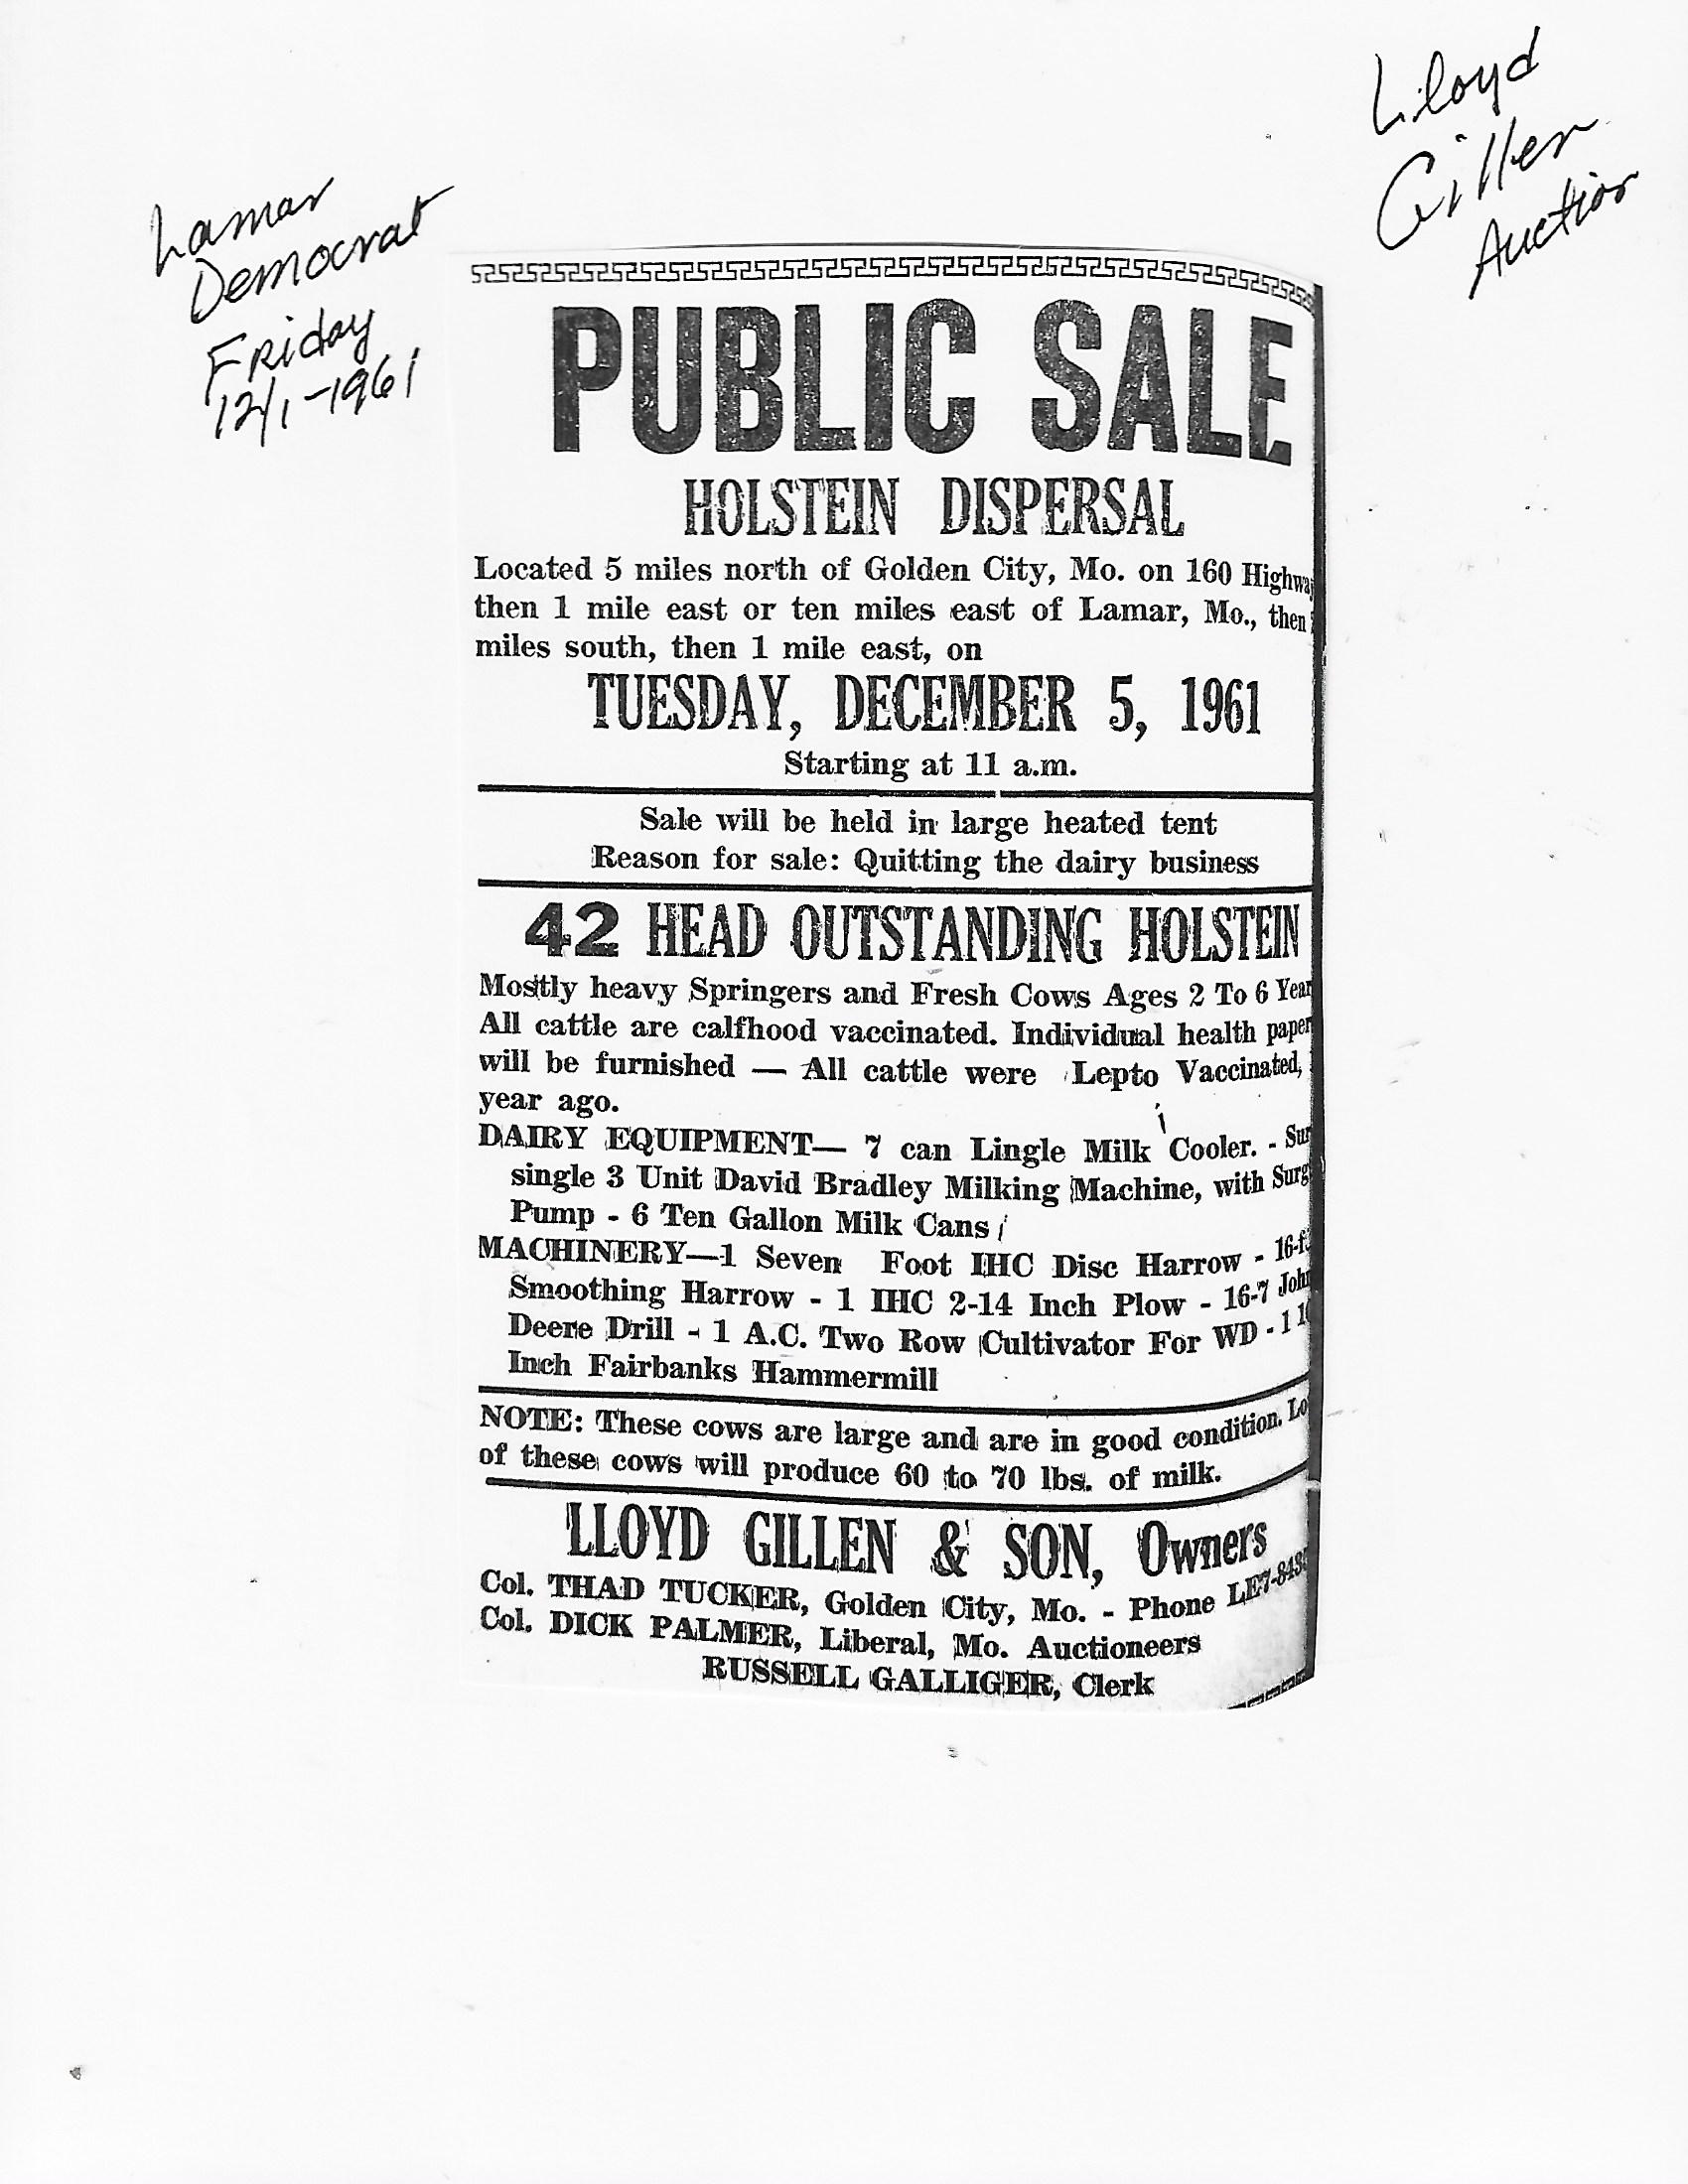 Lloyd
Gillen
Auction
Lamar
Democrat
Friday
12/1-1961
PUBLIC SALE
HOLSTEIN DISPERSAL
Located 5 miles north of Golden City, Mo. on 160 Highway
then 1 mile east or ten miles east of Lamar, Mo., then
miles south, then 1 mile east, on
TUESDAY, DECEMBER 5, 1961
Starting at 11 a.m.
Sale will be held in large heated tent
Reason for sale: Quitting the dairy business
42 HEAD OUTSTANDING HOLSTEIN
Mostly heavy Springers and Fresh Cows Ages 2 To 6 Year
All cattle are calfhood vaccinated. Individual health paper
will be furnished — All cattle were Lepto Vaccinated,
year ago.
DAIRY EQUIPMENT— 7 can Lingle Milk Cooler. - Sur
single 3 Unit David Bradley Milking Machine, with Surg
Pump - 6 Ten Gallon Milk Cans
MACHINERY—1 Seven Foot IHC Disc Harrow - 16-f
Smoothing Harrow - 1 IHC 2-14 Inch Plow - 16-7 John
Deere Drill - 1 A.C. Two Row Cultivator For WD - 1
Inch Fairbanks Hammermill
NOTE: These cows are large and are in good condition. Lo
of these cows will produce 60 to 70 lbs. of milk.
LLOYD GILLEN & SON, Owners
Col. THAD TUCKER, Golden City, Mo. - Phone
Col. DICK PALMER, Liberal, Mo. Auctioneers
RUSSELL GALLIGER, Clerk